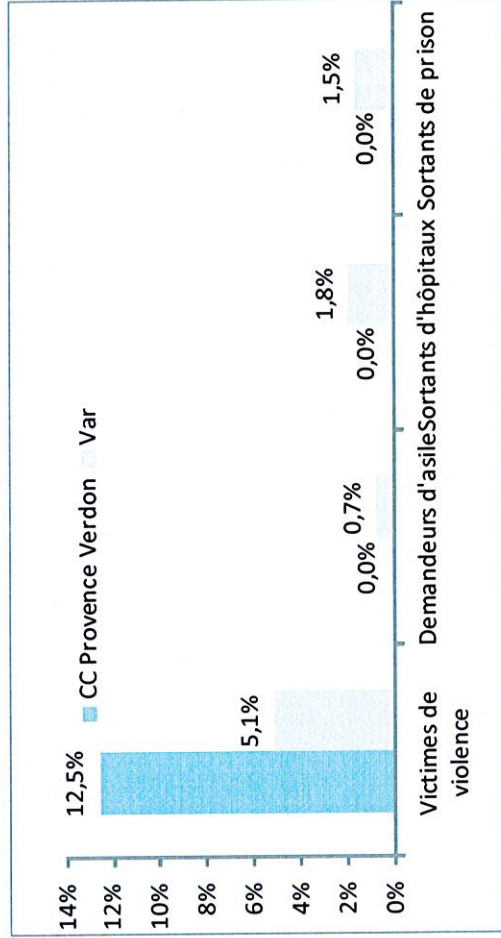 CC Provence Verdon Var
14%
12%
10%
8%
6%
4%
2%
0%
12,5%
5,1%
0,0%
0,7%
0,0%
1,8%
0,0%
1,5%
Victimes de
violence
Demandeurs d'asile
Sortants d'hôpitaux
Sortants de prison